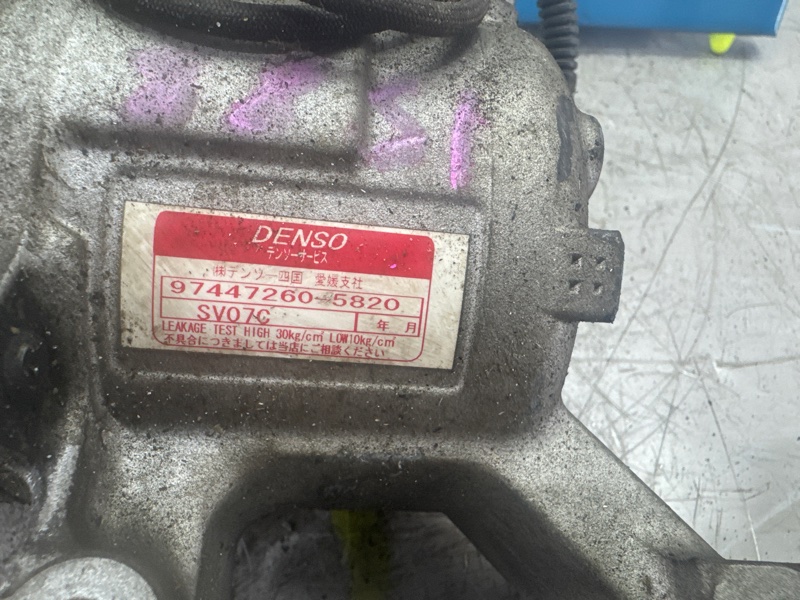 DENSO
デンソーサービス
㈱デンソー四国 愛媛支社
97447260-5820
SV07C 年 月
LEAKAGE TEST HIGH 30kg/cm² LOW10kg/cm²
不具合につきましては当店にご相談ください